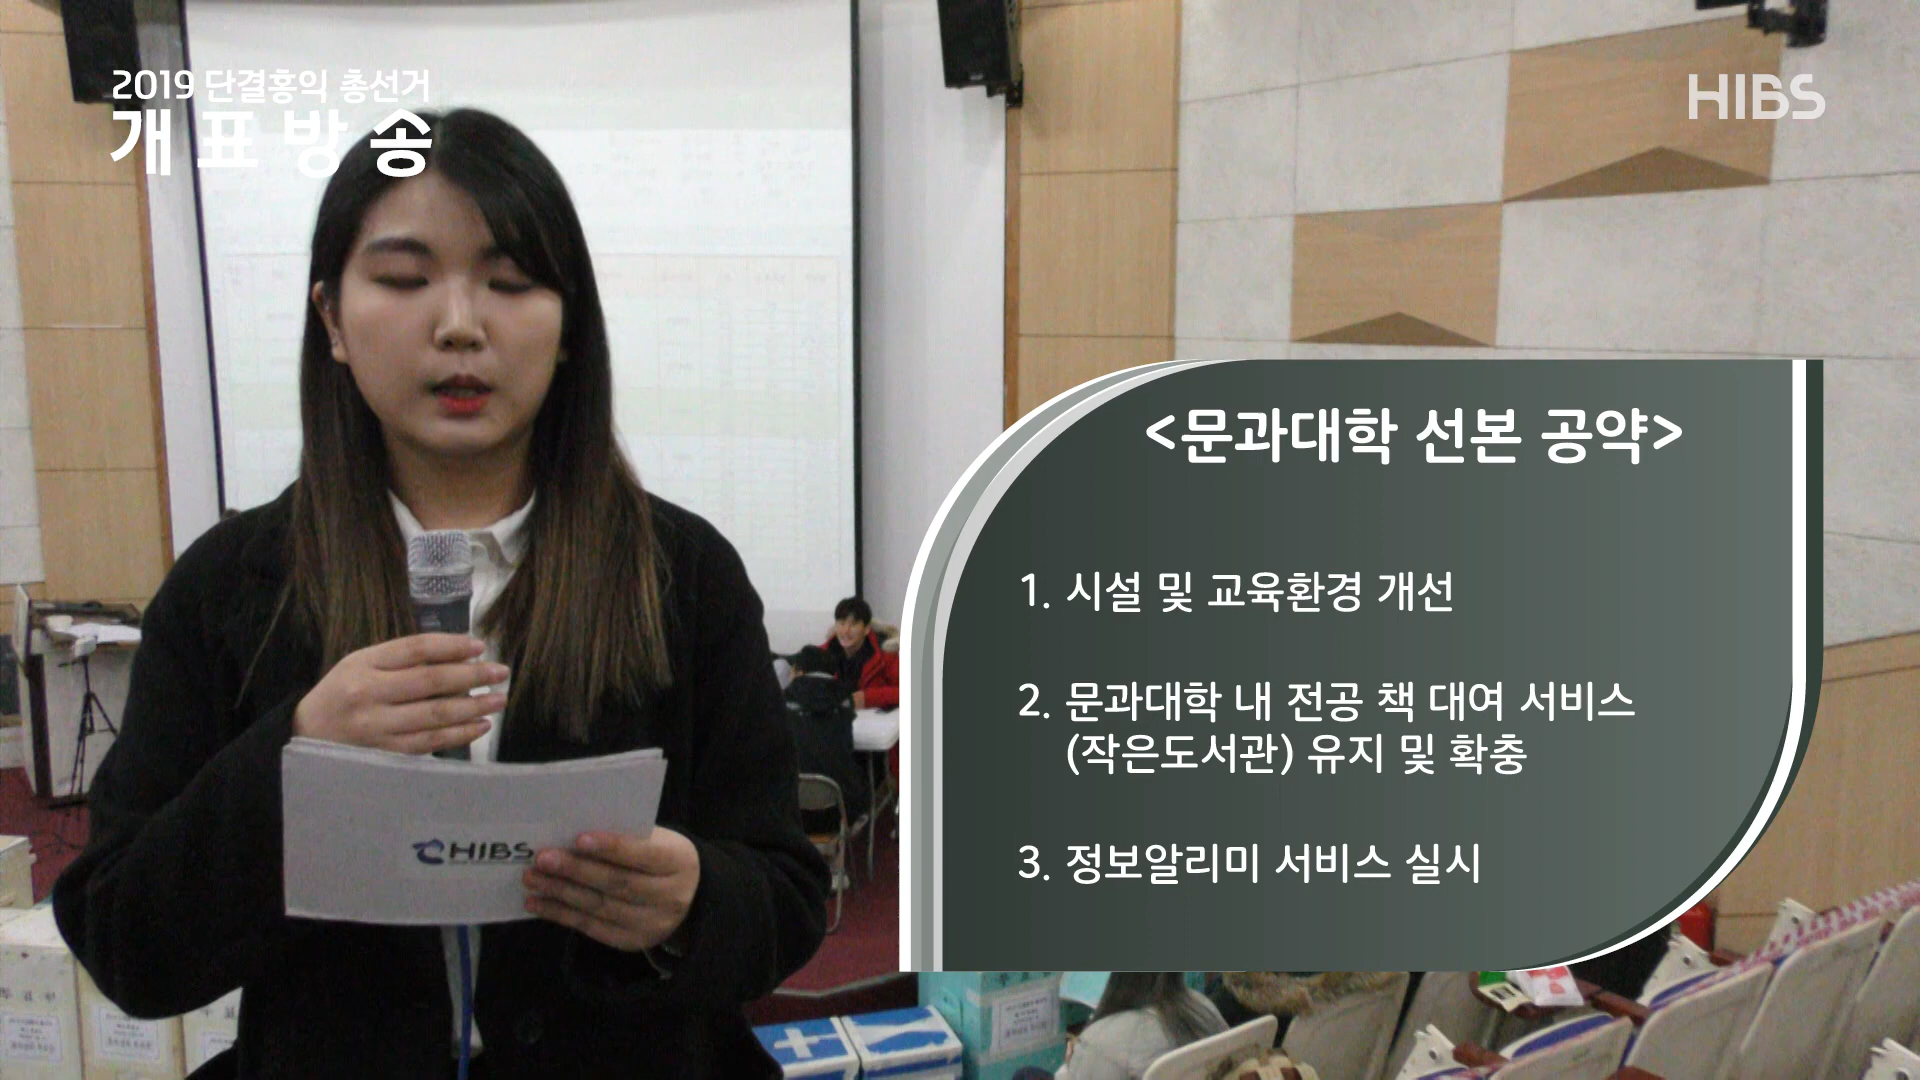 2019 단결홍익 총선거
개표방송
HIBS
<문과대학 선본 공약>
1. 시설 및 교육환경 개선
2. 문과대학 내 전공 책 대여 서비스
(작은도서관) 유지 및 확충
3. 정보알리미 서비스 실시
HIBS